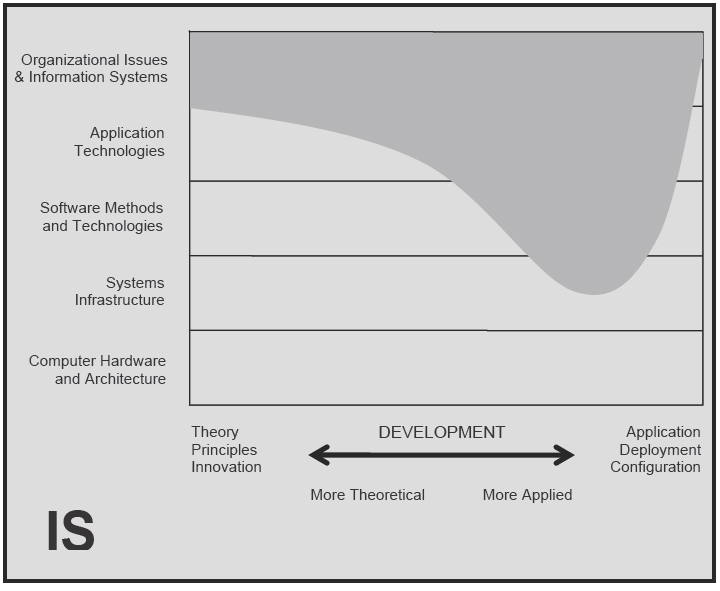 Organizational Issues
& Information Systems
Application
Technologies
Software Methods
and Technologies
Systems
Infrastructure
Computer Hardware
and Architecture
Theory
Principles
Innovation
DEVELOPMENT
Application
Deployment
Configuration
More Theoretical
More Applied
IS